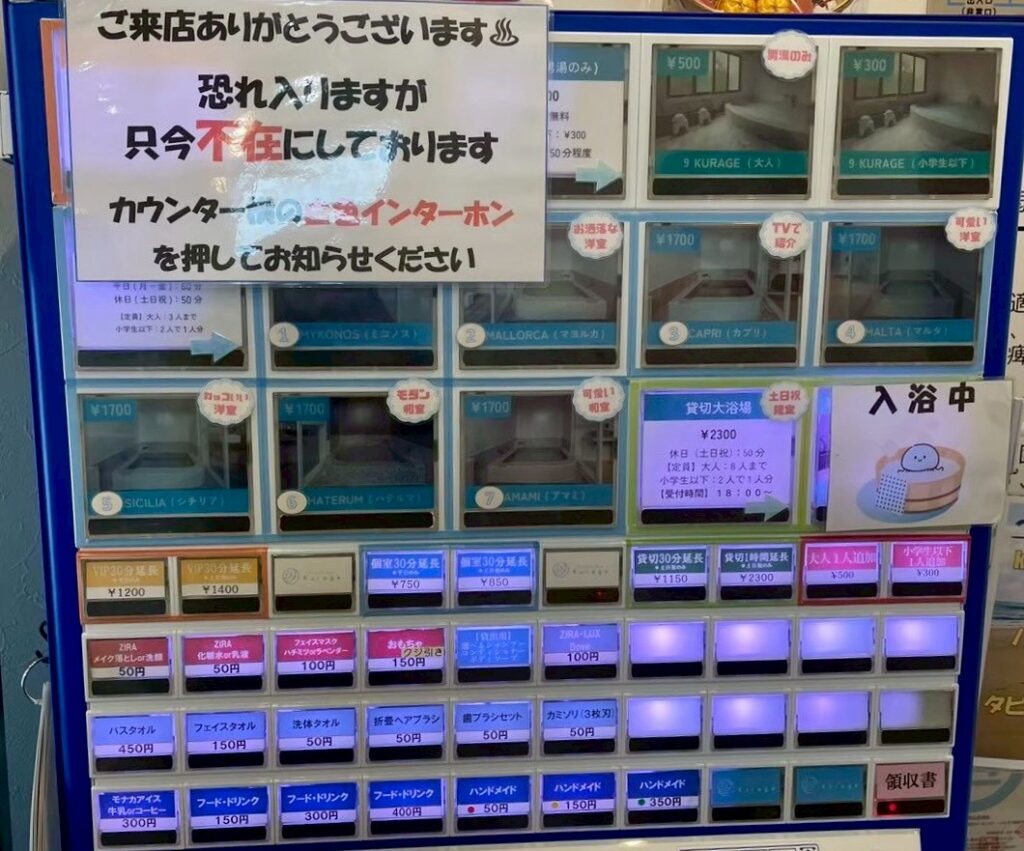 ご来店ありがとうございます♨
恐れ入りますが
只今不在にしております
カウンター横のインターホン
を押してお知らせください
男湯のみ)
無料
¥300
50分程度
¥500
男湯のみ
9 KURAGE (大人)
¥300
9 KURAGE (小学生以下)
平日(月-金):60分
休日(土日祝):50分
【定員】大人:3人まで
小学生以下:2人で1人分
1 MYKONOS (ミコノス)
お洒落な
洋室
2 MALLORCA (マヨルカ)
¥1700
TVで
紹介
3 CAPRI (カプリ)
¥1700
可愛い
洋室
4 MALTA (マルタ)
¥1700
カッコいい
洋室
5 SICILIA (シチリア)
¥1700
モダン
和室
6 HATERUM (ハテルマ)
¥1700
可愛い
和室
7 AMAMI (アマミ)
貸切大浴場
土日祝
限定
¥2300
休日(土日祝):50分
【定員】大人:8人まで
小学生以下:2人で1人分
【受付時間】18:00〜
入浴中
VIP30分延長
¥1200
VIP30分延長
¥1400
Kurage
個室30分延長
¥750
個室30分延長
¥850
Kurage
貸切30分延長
¥1150
貸切1時間延長
¥2300
大人1人追加
¥500
小学生以下
1人追加
¥300
ZIRA
メイク落としor洗顔
50円
ZIRA
化粧水or乳液
50円
フェイスマスク
ハチミツorラベンダー
100円
おもちゃ
クジ引き
150円
【貸出用】
ZIRA・LUX
Dove
100円
バスタオル
450円
フェイスタオル
150円
洗体タオル
50円
折畳ヘアブラシ
50円
歯ブラシセット
50円
カミソリ(3枚刃)
50円
モナカアイス
牛乳orコーヒー
300円
フード・ドリンク
150円
フード・ドリンク
300円
フード・ドリンク
400円
ハンドメイド
50円
ハンドメイド
150円
ハンドメイド
350円
Kurage
Kurage
領収書